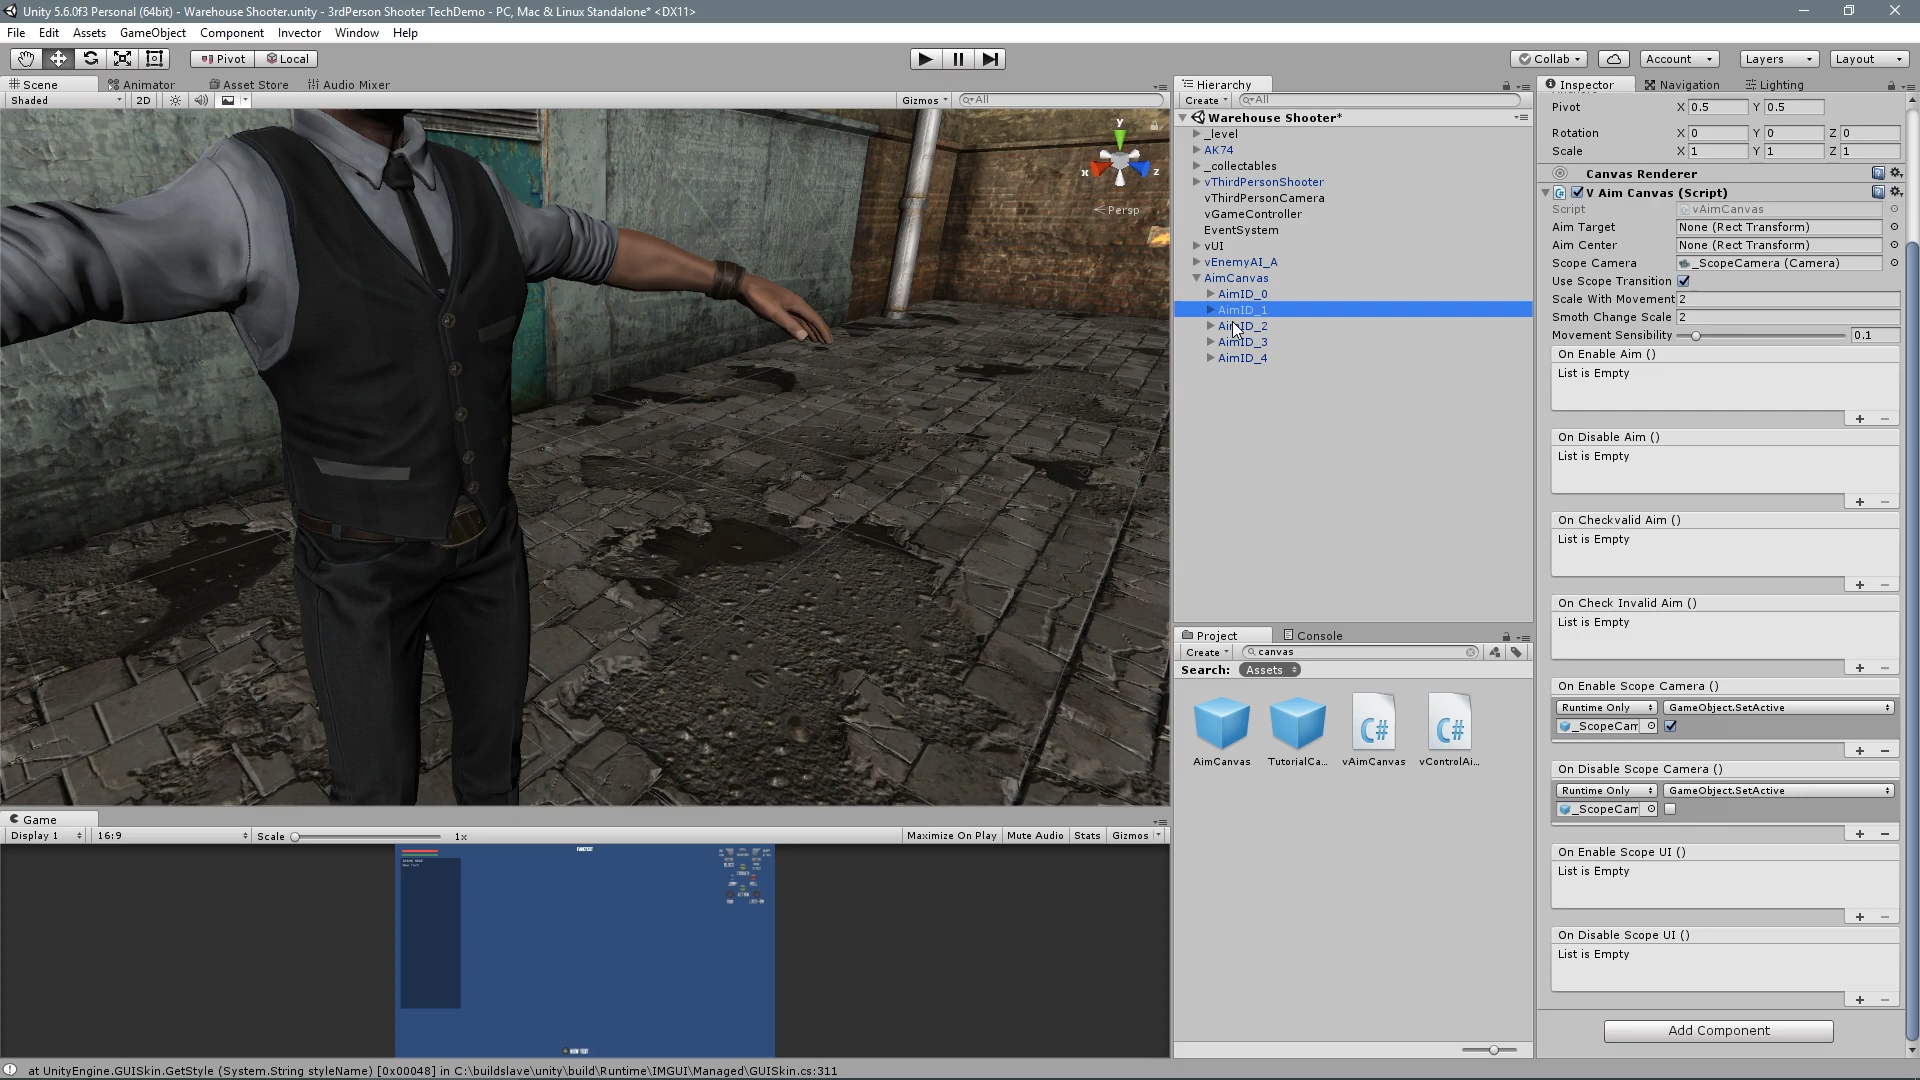 Unity 5.6.0f3 Personal (64bit) - Warehouse Shooter.unity - 3rdPerson Shooter TechDemo - PC, Mac & Linux Standalone* <DX11>
File Edit Assets GameObject Component Invector Window Help
Pivot Local Collab Account Layers Layout
Scene Animator Asset Store Audio Mixer
Shaded 2D Gizmos All
y
x z
Persp
Hierarchy
Create All
Warehouse Shooter*
_level
AK74
_collectables
vThirdPersonShooter
vThirdPersonCamera
vGameController
EventSystem
vUI
vEnemyAI_A
AimCanvas
AimID_0
AimID_1
AimID_2
AimID_3
AimID_4
Project Console
Create canvas
Search: Assets
AimCanvas TutorialCa... vAimCanvas vControlAi...
Inspector Navigation Lighting
Pivot X 0.5 Y 0.5
Rotation X 0 Y 0 Z 0
Scale X 1 Y 1 Z 1
Canvas Renderer
V Aim Canvas (Script)
Script vAimCanvas
Aim Target None (Rect Transform)
Aim Center None (Rect Transform)
Scope Camera _ScopeCamera (Camera)
Use Scope Transition
Scale With Movement 2
Smoth Change Scale 2
Movement Sensibility 0.1
On Enable Aim ()
List is Empty
On Disable Aim ()
List is Empty
On Checkvalid Aim ()
List is Empty
On Check Invalid Aim ()
List is Empty
On Enable Scope Camera ()
Runtime Only GameObject.SetActive
_ScopeCam
On Disable Scope Camera ()
Runtime Only GameObject.SetActive
_ScopeCam
On Enable Scope UI ()
List is Empty
On Disable Scope UI ()
List is Empty
Add Component
Game
Display 1 16:9 Scale 1x Maximize On Play Mute Audio Stats Gizmos
at UnityEngine.GUISkin.GetStyle (System.String styleName) [0x00048] in C:\buildslave\unity\build\Runtime\IMGUI\Managed\GUISkin.cs:311